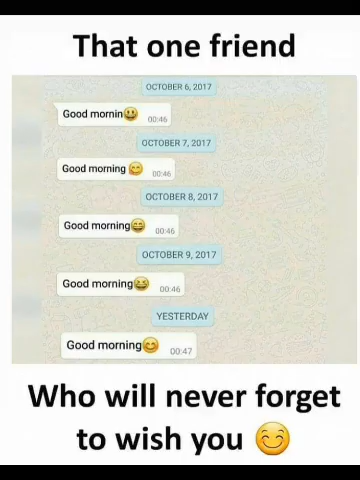 That one friend
OCTOBER 6, 2017
Good mornin😃 00:46
OCTOBER 7, 2017
Good morning 😋 00:46
OCTOBER 8, 2017
Good morning😄 00:46
OCTOBER 9, 2017
Good morning😆 00:46
YESTERDAY
Good morning😊 00:47
Who will never forget
to wish you 😊